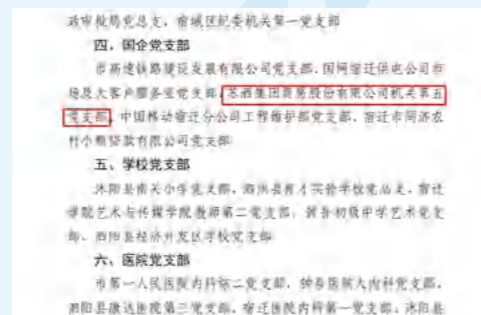 政审批局党总支、宿城区纪委机关第一党支部
四、国企党支部
市高速铁路建设发展有限公司党支部、国网宿迁供电公司市
场及大客户服务室党支部、苏酒集团商务股份有限公司机关第五
党支部、中国移动宿迁分公司工程维护部党支部、宿迁市同济农
村小额贷款有限公司党支部
五、学校党支部
沭阳县南关小学党支部、泗洪县育才实验学校党总支、宿迁
学院艺术与传媒学院教师第二党支部、初级中学艺术党支
部、泗阳县经济开发区学校党支部
六、医院党支部
市第一人民医院内科第二党支部、钟吾医院大内科党支部、
泗阳县康达医院第三党支部、宿迁医院内科第一党支部、沭阳县